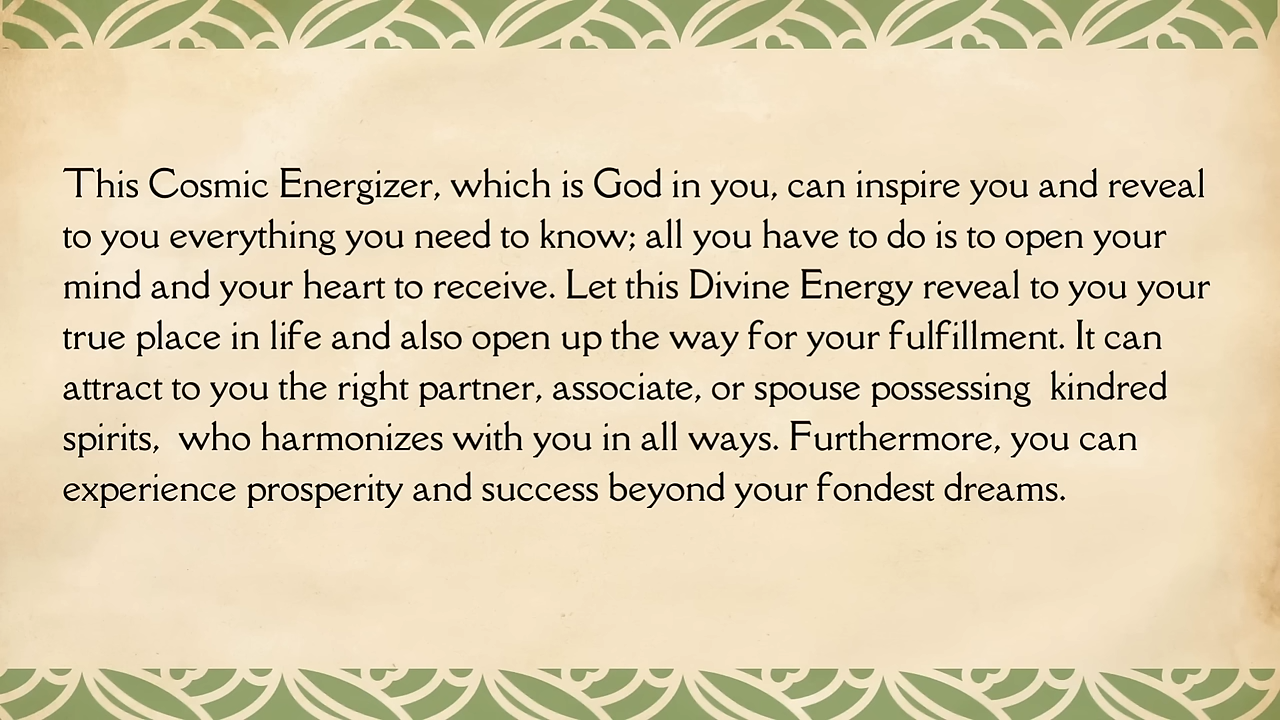 This Cosmic Energizer, which is God in you, can inspire you and reveal
to you everything you need to know; all you have to do is to open your
mind and your heart to receive. Let this Divine Energy reveal to you your
true place in life and also open up the way for your fulfillment. It can
attract to you the right partner, associate, or spouse possessing  kindred
spirits,  who harmonizes with you in all ways. Furthermore, you can
experience prosperity and success beyond your fondest dreams.